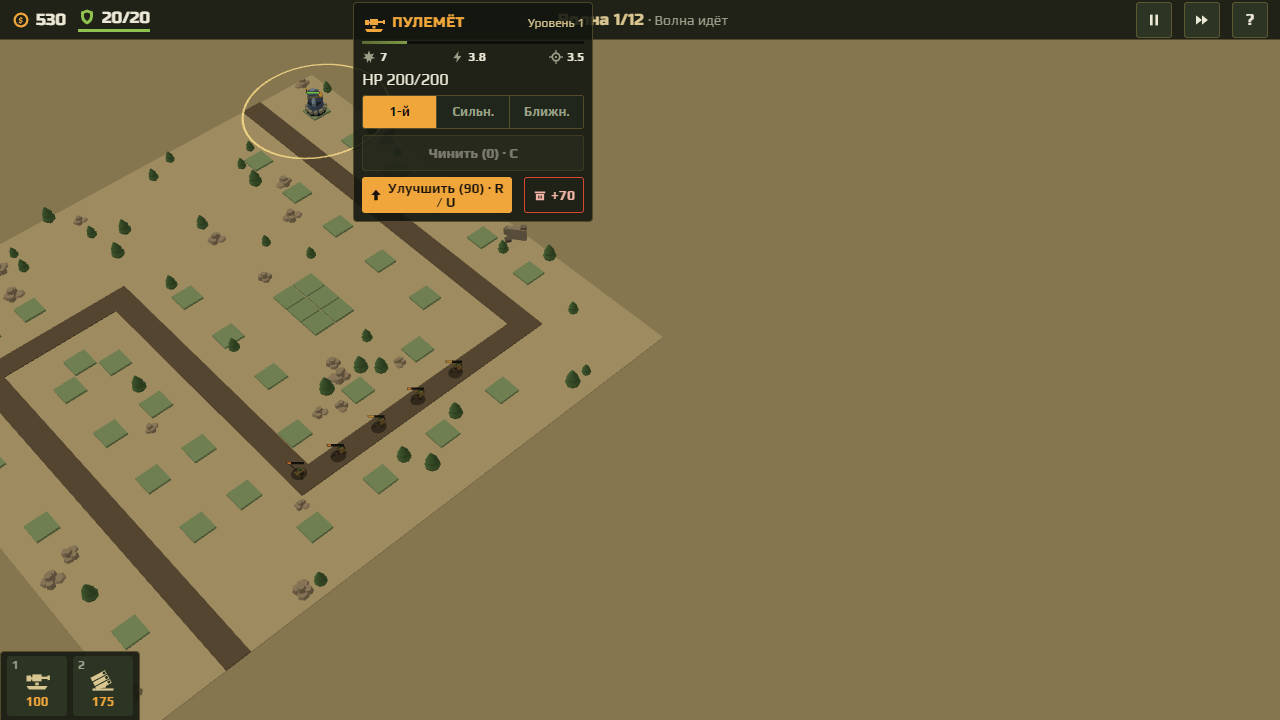 530
20/20
ПУЛЕМЁТ
Уровень 1
на 1/12 · Волна идёт
?
7
3.8
3.5
HP 200/200
1-й
Сильн.
Ближн.
Чинить (0) · C
Улучшить (90) · R
/ U
+70
1
100
2
175